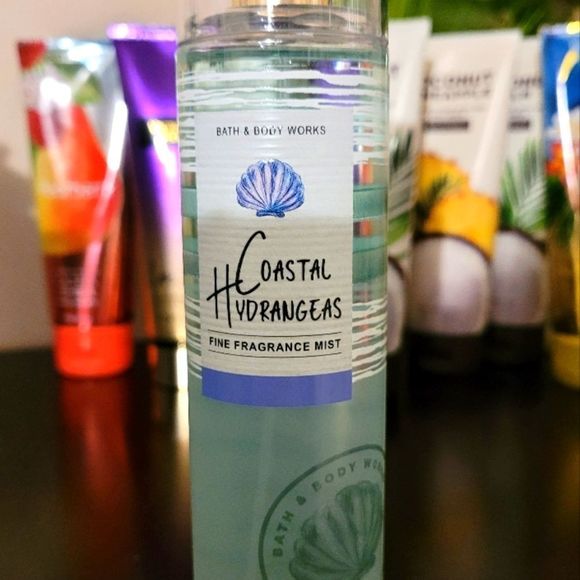 BATH & BODY WORKS
COASTAL
HYDRANGEAS
FINE FRAGRANCE MIST
BATH & BODY WORKS